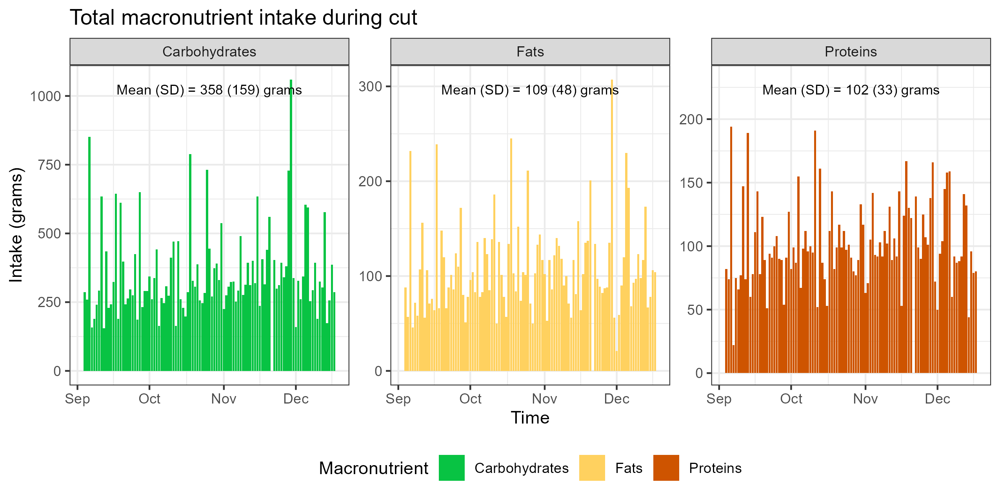 Total macronutrient intake during cut
Carbohydrates
Fats
Proteins
Mean (SD) = 358 (159) grams
Mean (SD) = 109 (48) grams
Mean (SD) = 102 (33) grams
Intake (grams)
1000
750
500
250
0
300
200
100
0
200
150
100
50
0
Sep Oct Nov Dec
Sep Oct Nov Dec
Sep Oct Nov Dec
Time
Macronutrient Carbohydrates Fats Proteins